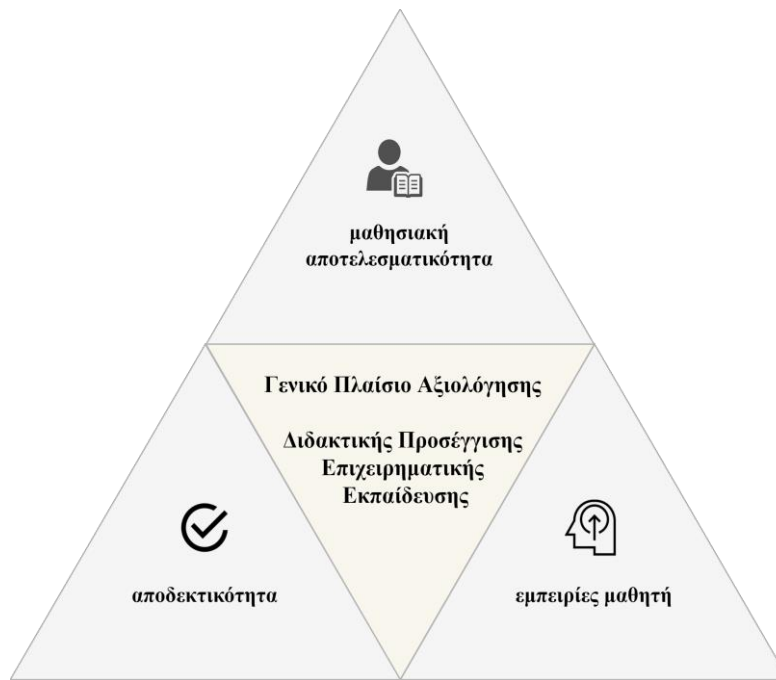 μαθησιακή
αποτελεσματικότητα
Γενικό Πλαίσιο Αξιολόγησης
Διδακτικής Προσέγγισης
Επιχειρηματικής
Εκπαίδευσης
αποδεκτικότητα
εμπειρίες μαθητή